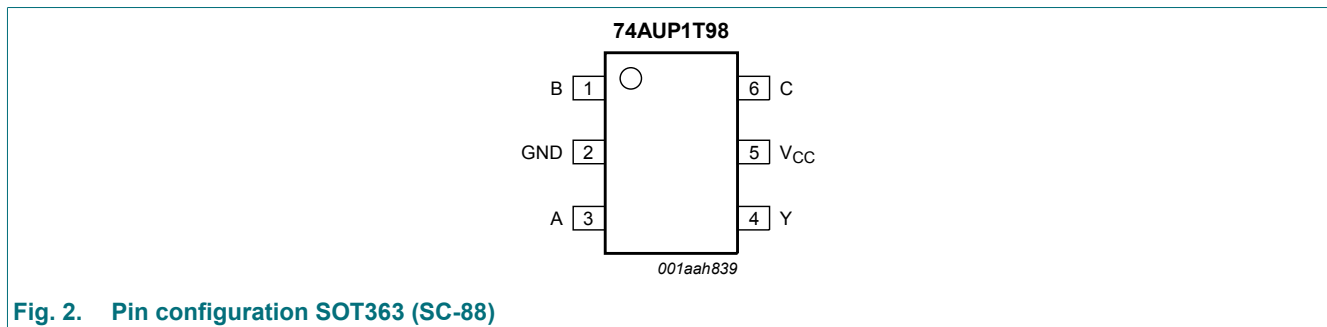 74AUP1T98
B 1 6 C
GND 2 5 VCC
A 3 4 Y
001aah839
Fig. 2. Pin configuration SOT363 (SC-88)